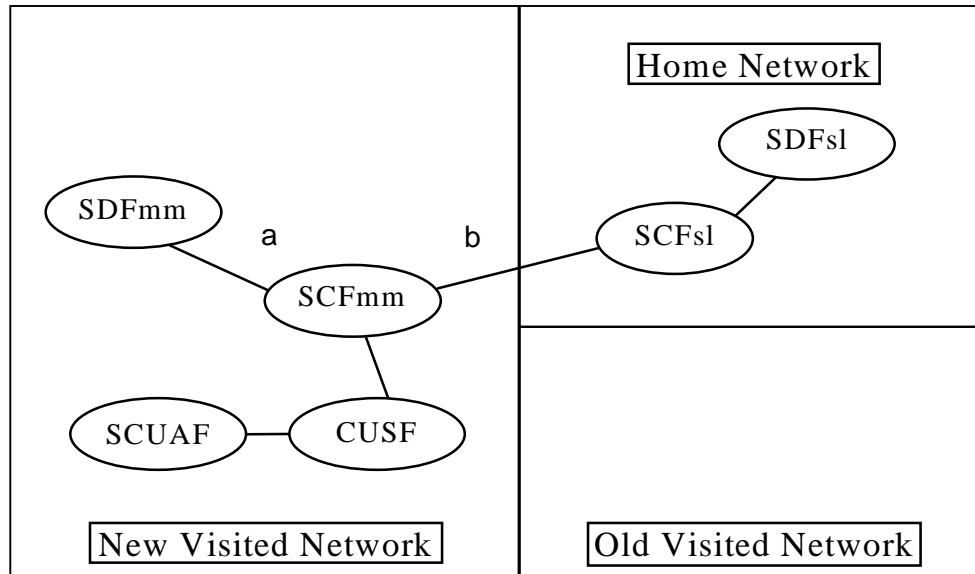 Home Network
SDFsl
SDFmm
a
b
SCFsl
SCFmm
SCUAF
CUSF
New Visited Network
Old Visited Network